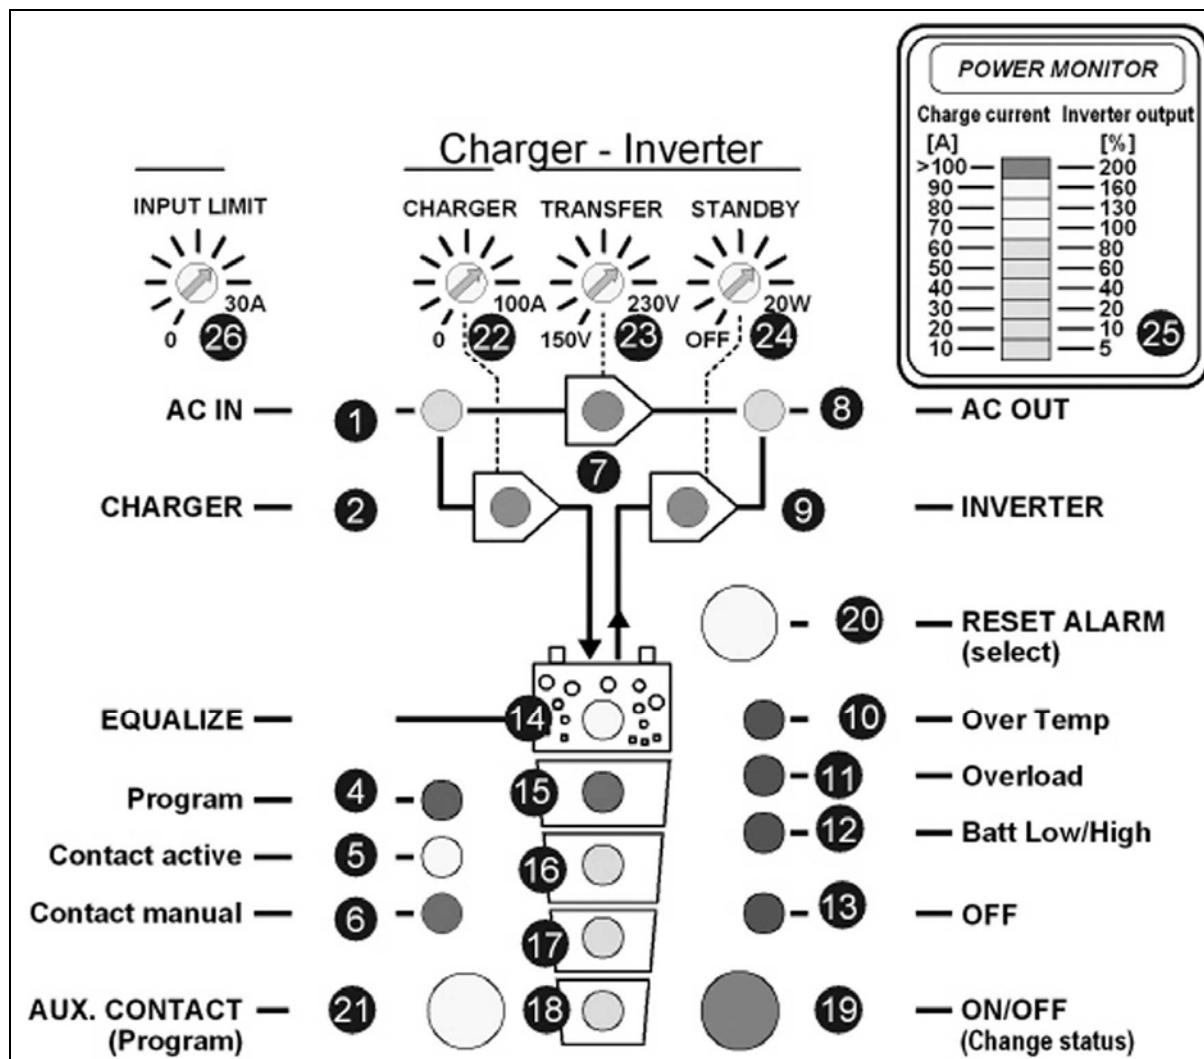 POWER MONITOR
Charge current Inverter output
[A] [%]
>100 200
90 160
80 130
70 100
60 80
50 60
40 40
30 20
20 10
10 5
25
Charger - Inverter
INPUT LIMIT CHARGER TRANSFER STANDBY
30A 100A 230V 20W
0 26 0 22 150V 23 OFF 24
AC IN 1 8 AC OUT
7
CHARGER 2 9 INVERTER
20 RESET ALARM
(select)
EQUALIZE 14 10 Over Temp
11 Overload
Program 4 15
12 Batt Low/High
Contact active 5 16
Contact manual 6 13 OFF
17
AUX. CONTACT 21 18 19 ON/OFF
(Program) (Change status)